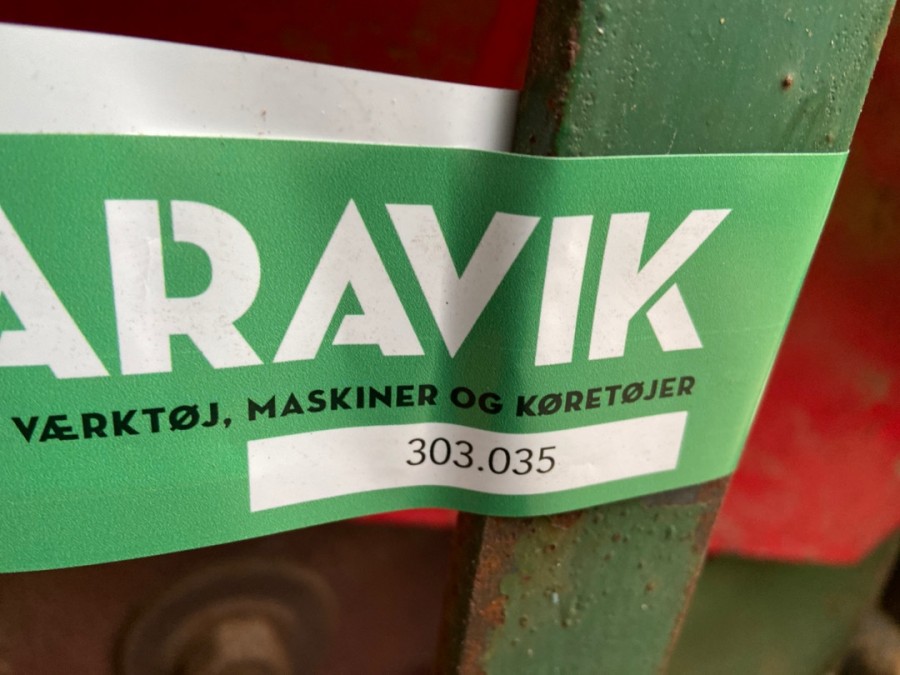 ARAVIK
VÆRKTØJ, MASKINER OG KØRETØJER
303.035